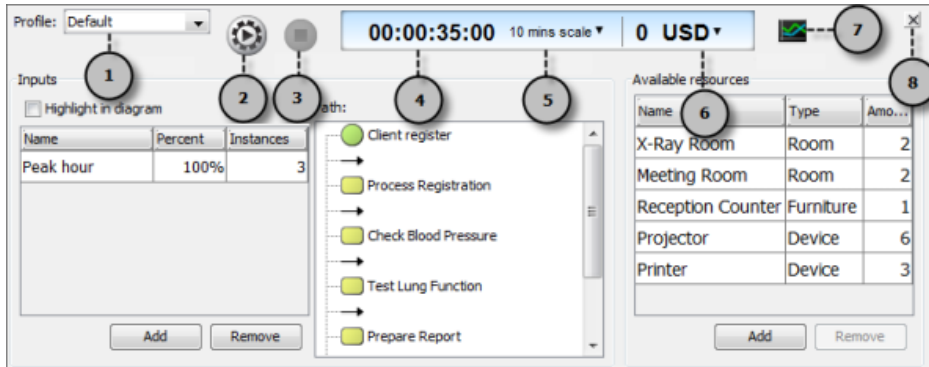 Profile: Default
00:00:35:00 10 mins scale 0 USD
7
1 2 3 4 5 6 8
Inputs
Available resources
Highlight in diagram
ath:
Name Percent Instances
Peak hour 100% 3
Client register
Process Registration
Check Blood Pressure
Test Lung Function
Prepare Report
Name Type Amo...
X-Ray Room Room 2
Meeting Room Room 2
Reception Counter Furniture 1
Projector Device 6
Printer Device 3
Add Remove
Add Remove